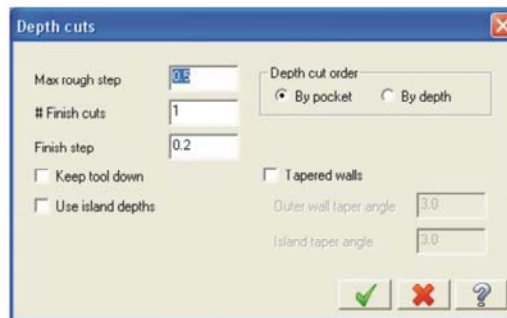 Depth cuts
Max rough step 0.5
# Finish cuts 1
Finish step 0.2
Keep tool down
Use island depths
Depth cut order
By pocket By depth
Tapered walls
Outer wall taper angle 3.0
Island taper angle 3.0